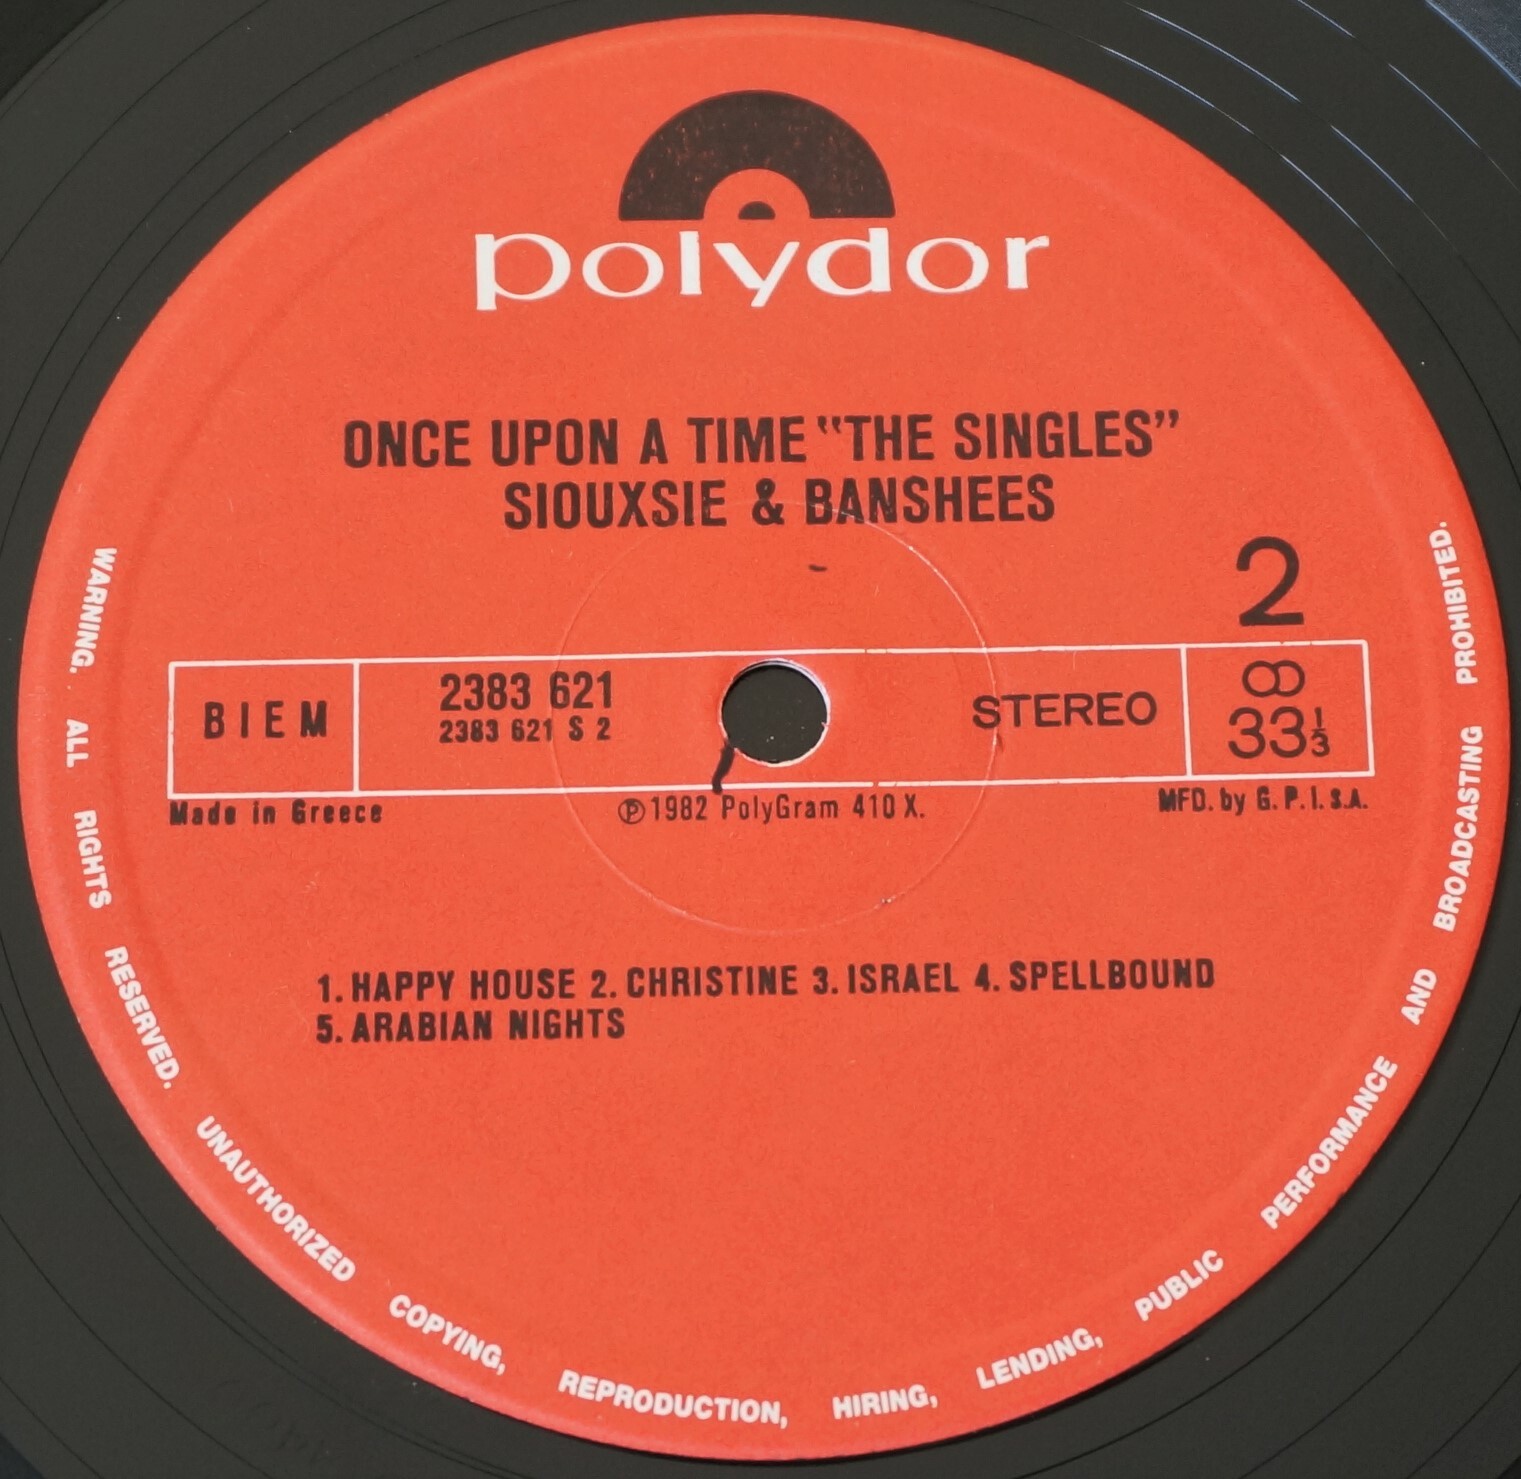 polydor
ONCE UPON A TIME "THE SINGLES"
SIOUXSIE & BANSHEES
2
BIEM
2383 621
2383 621 S 2
STEREO
33⅓
Made in Greece
℗ 1982 PolyGram 410 X.
MFD. by G. P. I. S.A.
1. HAPPY HOUSE 2. CHRISTINE 3. ISRAEL 4. SPELLBOUND
5. ARABIAN NIGHTS
WARNING. ALL RIGHTS RESERVED. UNAUTHORIZED COPYING, REPRODUCTION, HIRING, LENDING, PUBLIC PERFORMANCE AND BROADCASTING PROHIBITED.